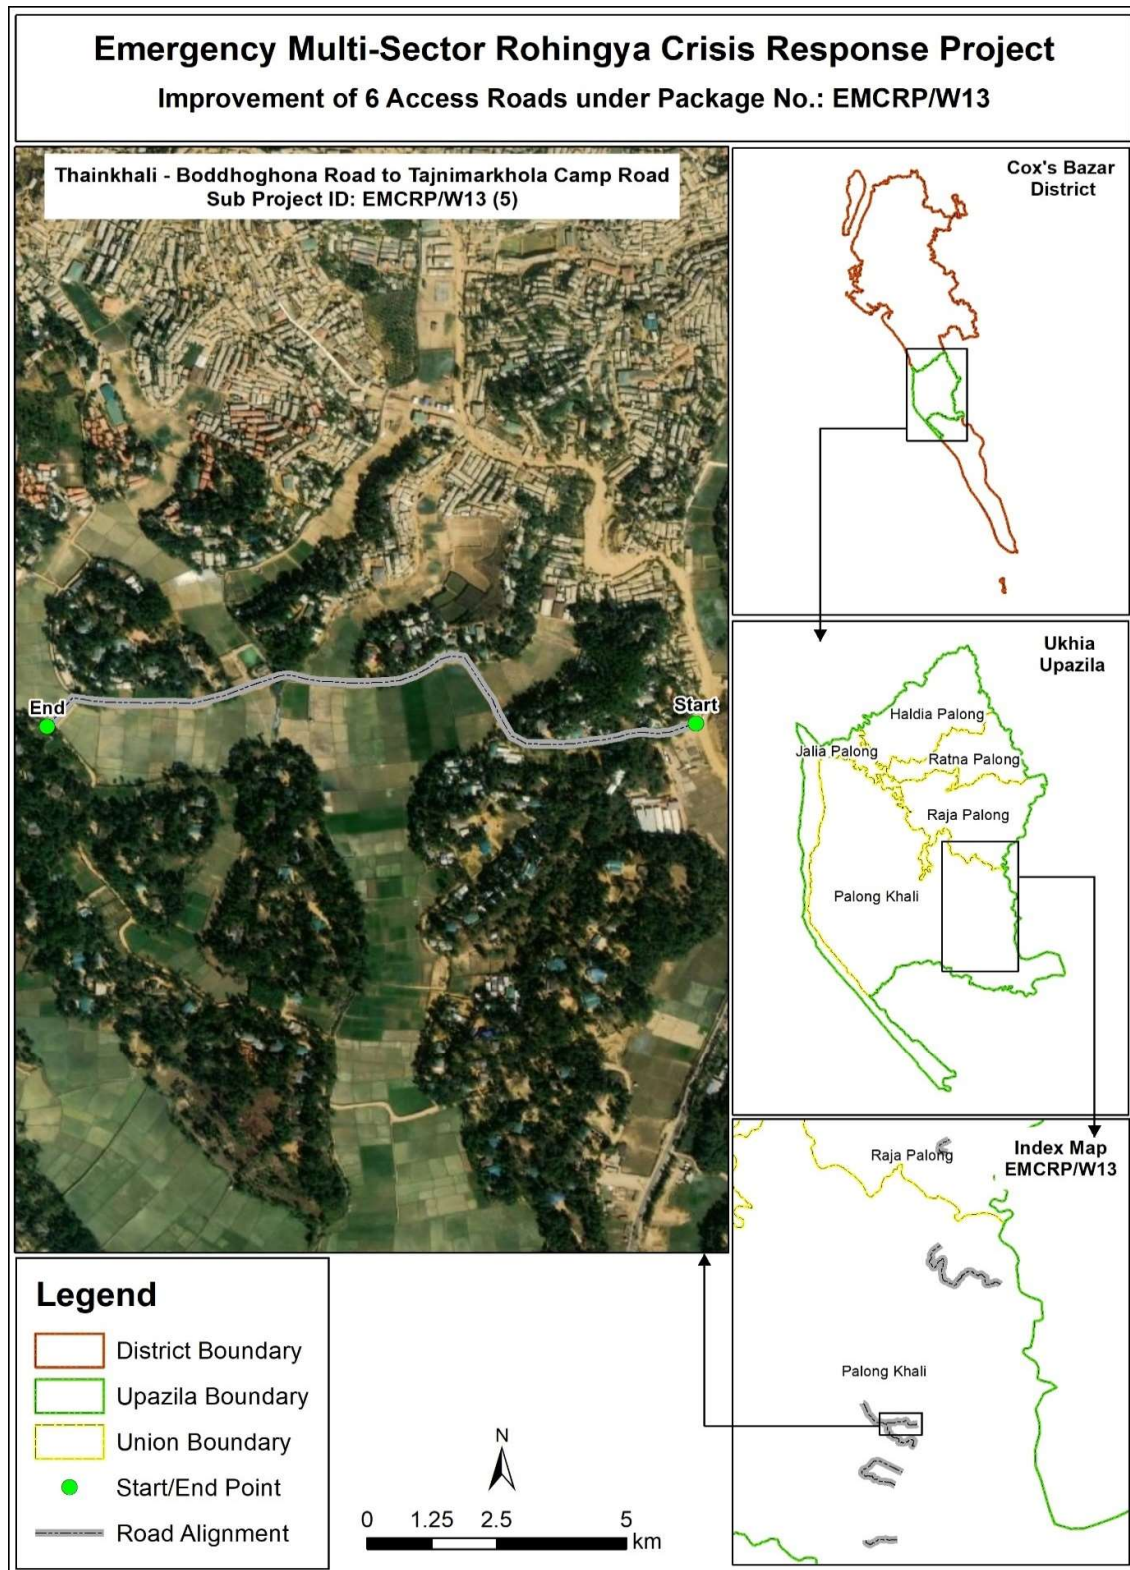 Emergency Multi-Sector Rohingya Crisis Response Project
Improvement of 6 Access Roads under Package No.: EMCRP/W13
Thainkhali - Boddhoghona Road to Tajnimarkhola Camp Road
Sub Project ID: EMCRP/W13 (5)
End
Start
Cox's Bazar
District
Ukhia
Upazila
Haldia Palong
Jalia Palong
Ratna Palong
Raja Palong
Palong Khali
Index Map
EMCRP/W13
Raja Palong
Palong Khali
Legend
District Boundary
Upazila Boundary
Union Boundary
Start/End Point
Road Alignment
N
0 1.25 2.5 5
km